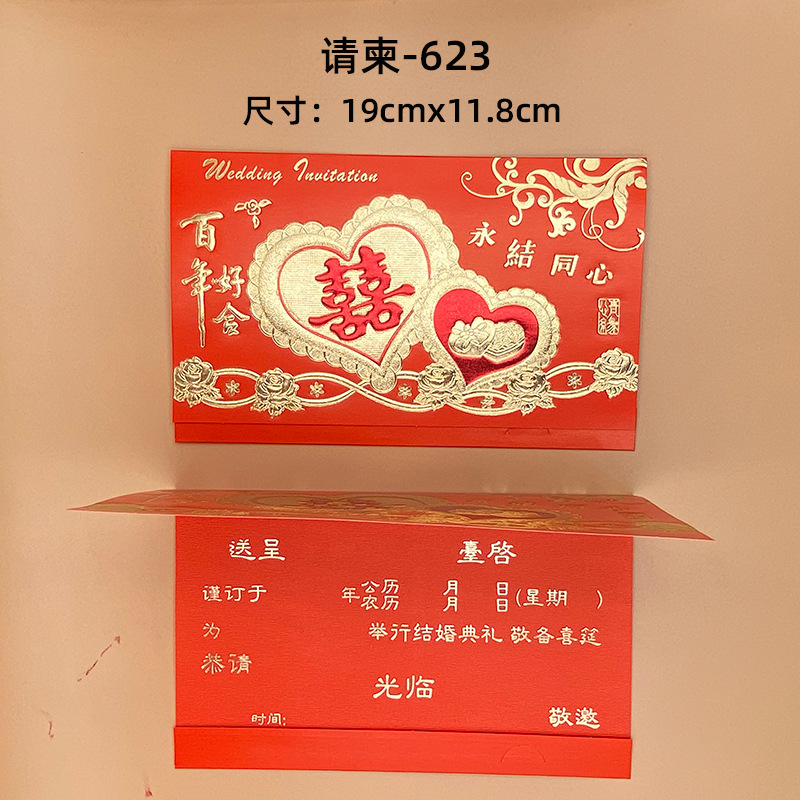 请柬-623
尺寸：19cmx11.8cm
Wedding Invitation
百年好合
永結同心
囍
送呈 臺启
谨订于 年公历 月 日(星期 )
农历 月 日
为 举行结婚典礼 敬备喜筵
恭请
光临
时间: 敬邀